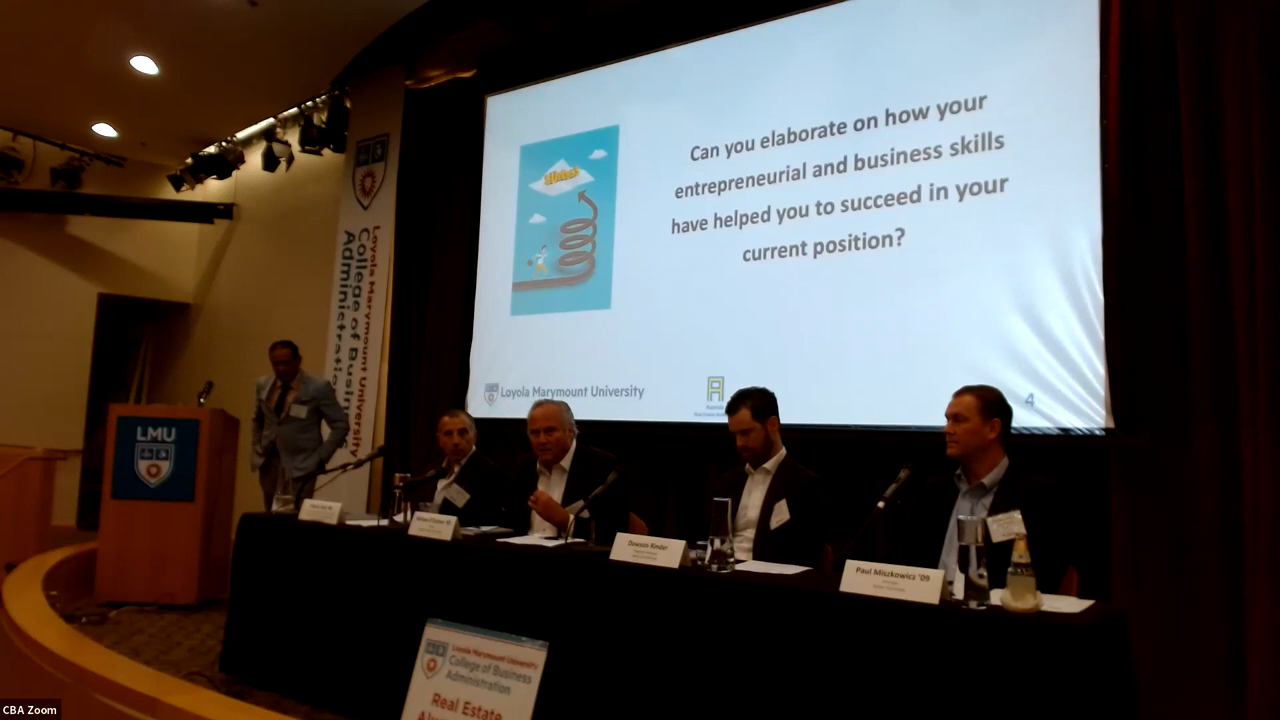 Can you elaborate on how your
entrepreneurial and business skills
have helped you to succeed in your
current position?
Loyola Marymount University
4
Loyola Marymount University
College of Business
Administration
LMU
Dawson Rinder
Paul Miszkowicz '09
Loyola Marymount University
College of Business
Administration
Real Estate
CBA Zoom